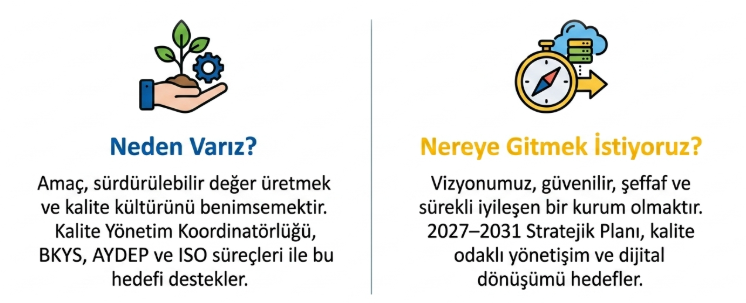 Neden Varız?
Amaç, sürdürülebilir değer üretmek
ve kalite kültürünü benimsemektir.
Kalite Yönetim Koordinatörlüğü,
BKYS, AYDEP ve ISO süreçleri ile bu
hedefi destekler.
Nereye Gitmek İstiyoruz?
Vizyonumuz, güvenilir, şeffaf ve
sürekli iyileşen bir kurum olmaktır.
2027–2031 Stratejik Planı, kalite
odaklı yönetişim ve dijital
dönüşümü hedefler.